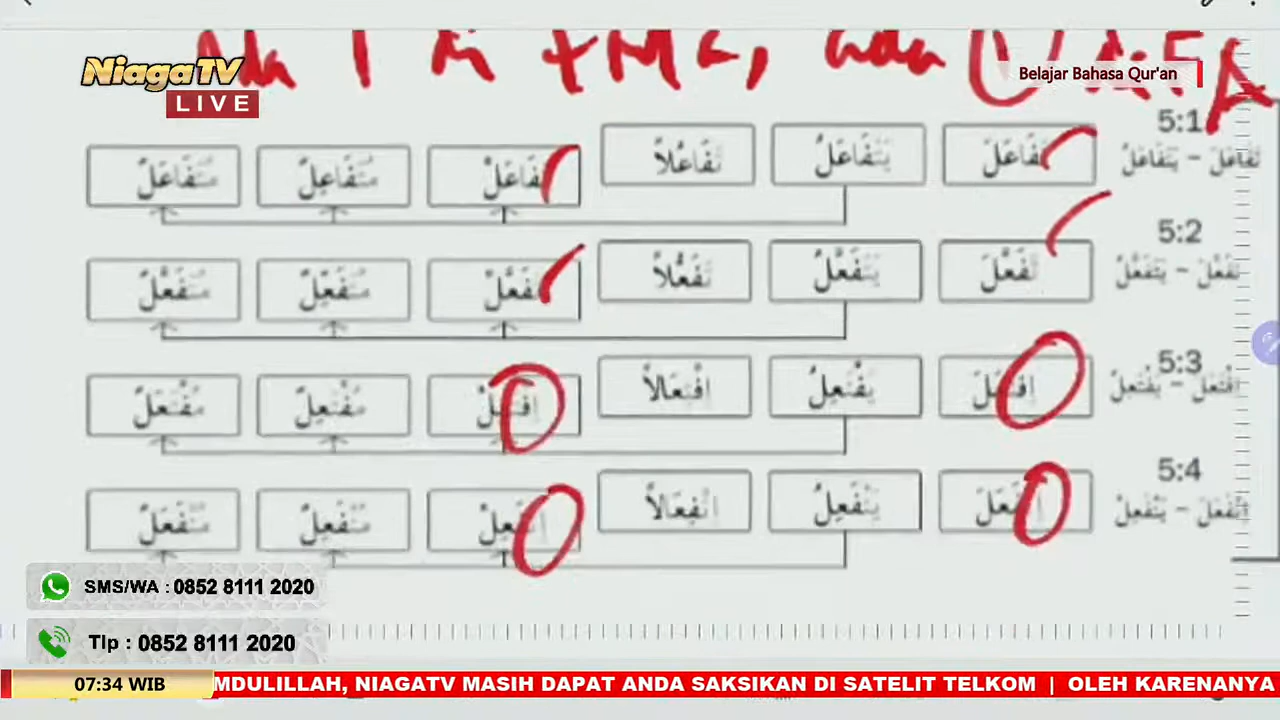 NiagaTV
LIVE
Belajar Bahasa Qur'an
5:1
تَفَاعَلَ - يَتَفَاعَلُ
تَفَاعَلَ يَتَفَاعَلُ تَفَاعُلاً
تَفَاعَلْ مُتَفَاعِلٌ مُتَفَاعَلٌ
5:2
تَفَعَّلَ - يَتَفَعَّلُ
تَفَعَّلَ يَتَفَعَّلُ تَفَعُّلاً
تَفَعَّلْ مُتَفَعِّلٌ مُتَفَعَّلٌ
5:3
اِفْتَعَلَ - يَفْتَعِلُ
يَفْتَعِلُ اِفْتِعَالاً
مُفْتَعِلٌ مُفْتَعَلٌ
5:4
اِنْفَعَلَ - يَنْفَعِلُ
يَنْفَعِلُ اِنْفِعَالاً
مُنْفَعِلٌ مُنْفَعَلٌ
SMS/WA : 0852 8111 2020
Tlp : 0852 8111 2020
07:34 WIB
MDULILLAH, NIAGATV MASIH DAPAT ANDA SAKSIKAN DI SATELIT TELKOM | OLEH KARENANYA